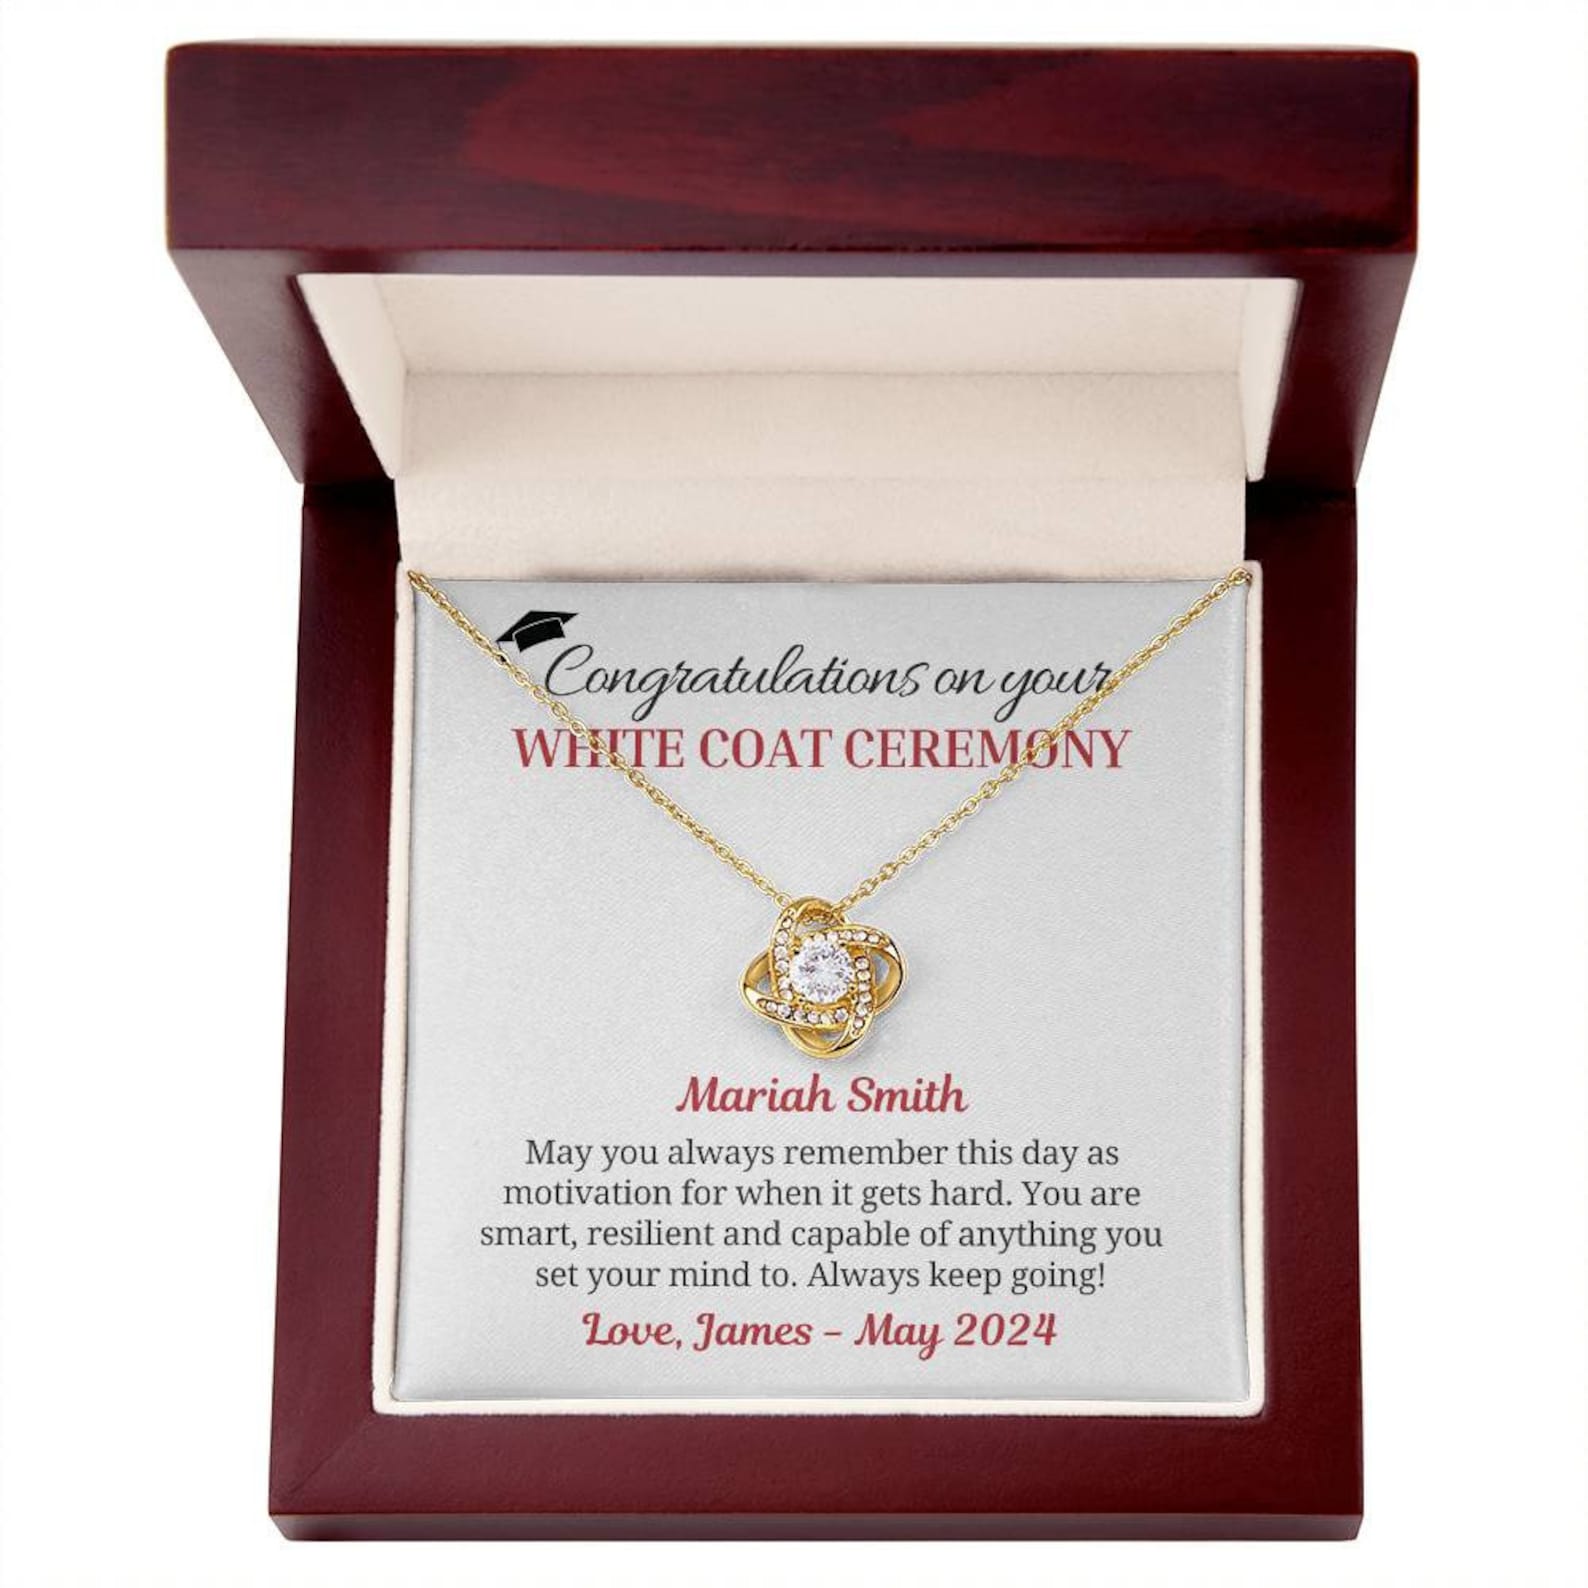 Congratulations on your
WHITE COAT CEREMONY
Mariah Smith
May you always remember this day as
motivation for when it gets hard. You are
smart, resilient and capable of anything you
set your mind to. Always keep going!
Love, James – May 2024